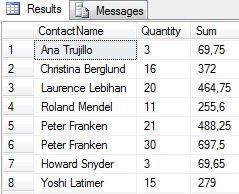 Results Messages
ContactName Quantity Sum
1 Ana Trujillo 3 69,75
2 Christina Berglund 16 372
3 Laurence Lebihan 20 464,75
4 Roland Mendel 11 255,6
5 Peter Franken 21 488,25
6 Peter Franken 30 697,5
7 Howard Snyder 3 69,65
8 Yoshi Latimer 15 279